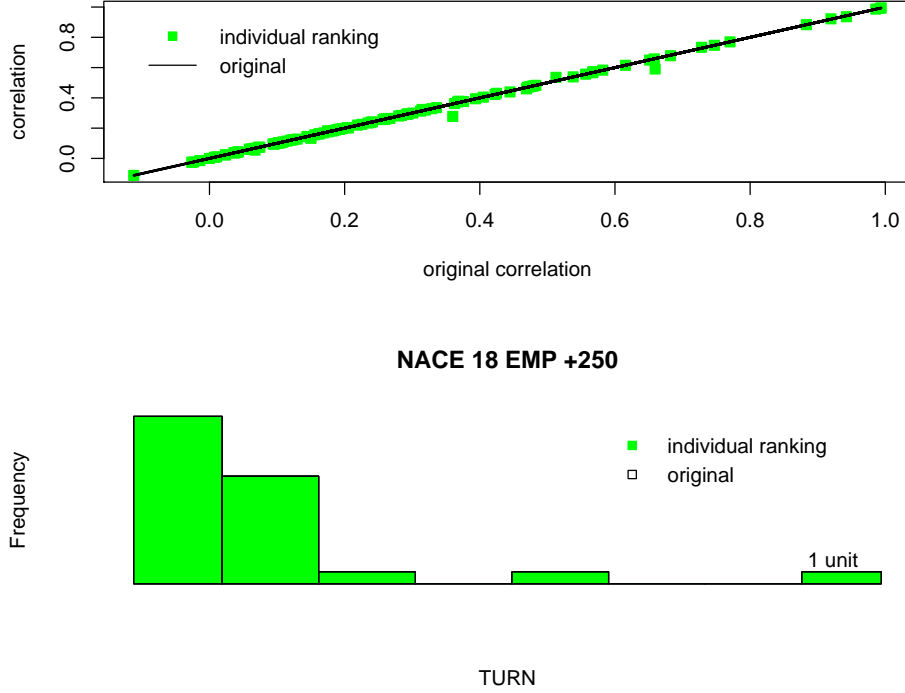 correlation
0.8
0.4
0.0
individual ranking
original
0.0 0.2 0.4 0.6 0.8 1.0
original correlation
NACE 18 EMP +250
Frequency
individual ranking
original
1 unit
TURN